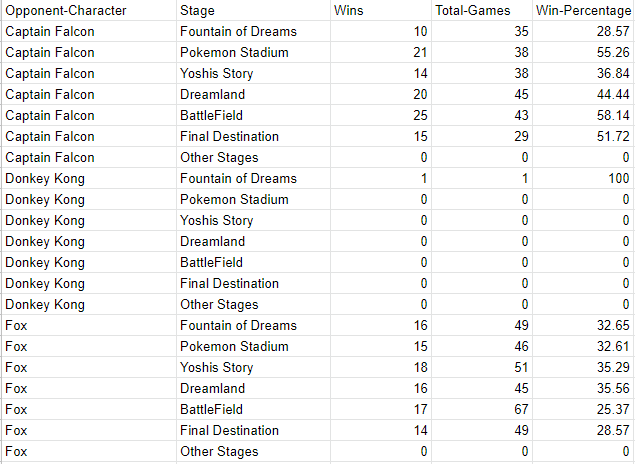 Opponent-Character Stage Wins Total-Games Win-Percentage
Captain Falcon Fountain of Dreams 10 35 28.57
Captain Falcon Pokemon Stadium 21 38 55.26
Captain Falcon Yoshis Story 14 38 36.84
Captain Falcon Dreamland 20 45 44.44
Captain Falcon BattleField 25 43 58.14
Captain Falcon Final Destination 15 29 51.72
Captain Falcon Other Stages 0 0 0
Donkey Kong Fountain of Dreams 1 1 100
Donkey Kong Pokemon Stadium 0 0 0
Donkey Kong Yoshis Story 0 0 0
Donkey Kong Dreamland 0 0 0
Donkey Kong BattleField 0 0 0
Donkey Kong Final Destination 0 0 0
Donkey Kong Other Stages 0 0 0
Fox Fountain of Dreams 16 49 32.65
Fox Pokemon Stadium 15 46 32.61
Fox Yoshis Story 18 51 35.29
Fox Dreamland 16 45 35.56
Fox BattleField 17 67 25.37
Fox Final Destination 14 49 28.57
Fox Other Stages 0 0 0